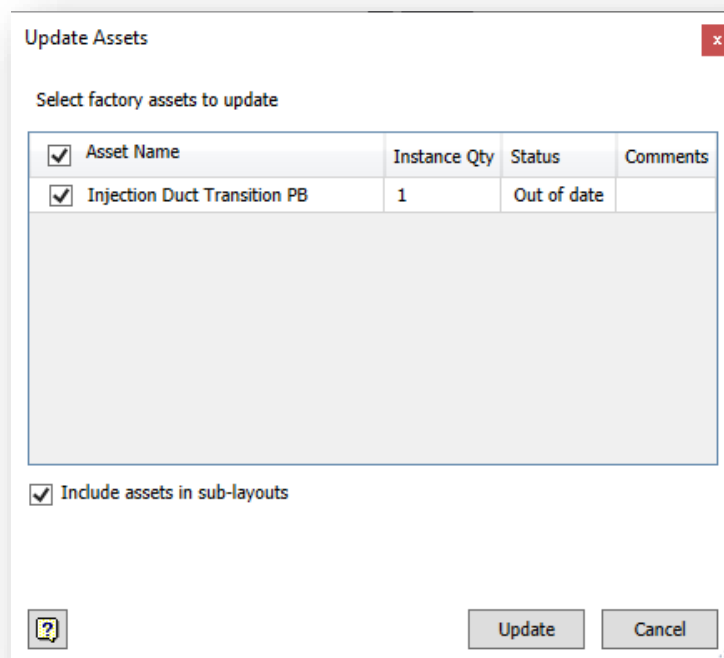 Update Assets
x
Select factory assets to update
Asset Name Instance Qty Status Comments
Injection Duct Transition PB 1 Out of date
Include assets in sub-layouts
? Update Cancel